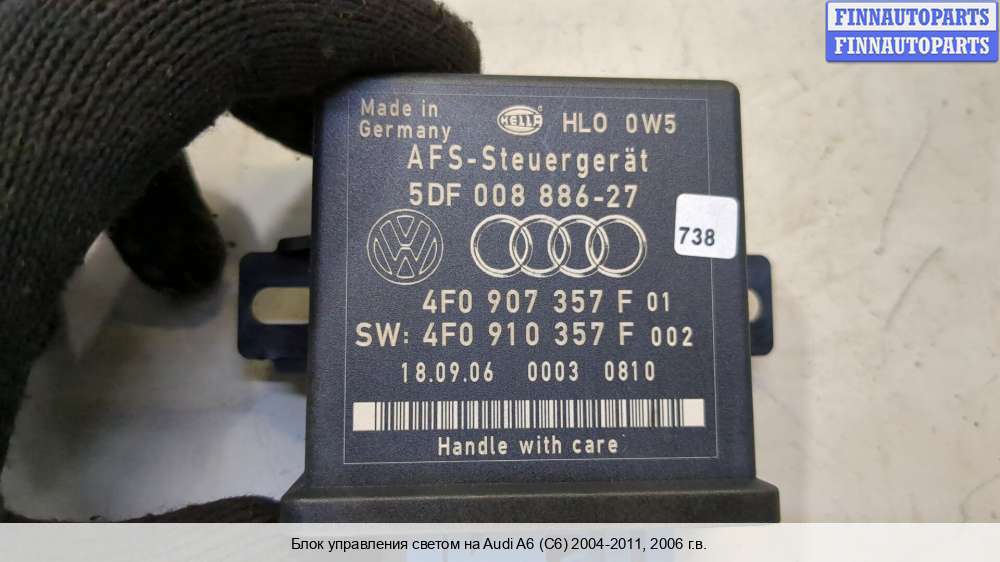 FINNAUTOPARTS
FINNAUTOPARTS
Made in
Germany
HELLA
HLO 0W5
AFS-Steuergerät
5DF 008 886-27
738
4F0 907 357 F 01
SW: 4F0 910 357 F 002
18.09.06 0003 0810
Handle with care
Блок управления светом на Audi A6 (C6) 2004-2011, 2006 г.в.